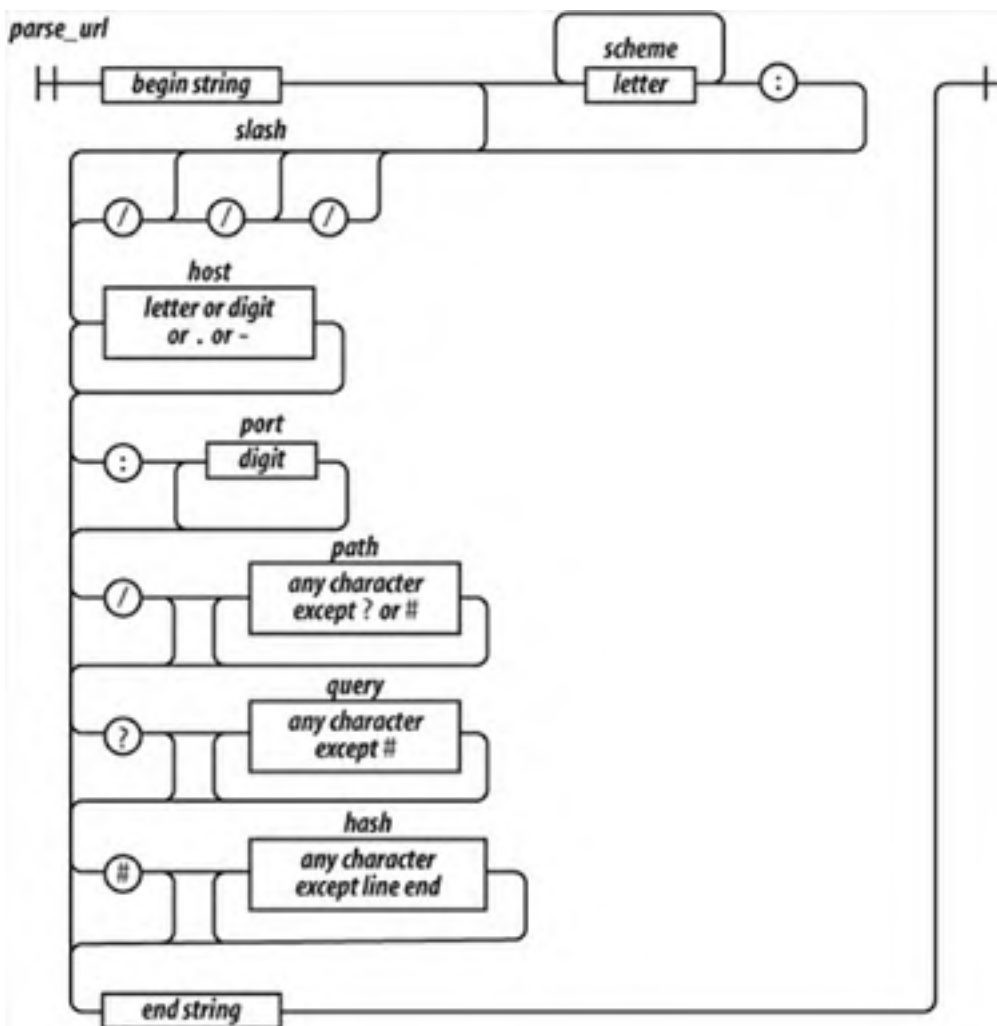 parse_url
scheme
begin string
letter
:
slash
/
/
/
host
letter or digit
or . or -
port
:
digit
path
/
any character
except ? or #
query
?
any character
except #
hash
#
any character
except line end
end string